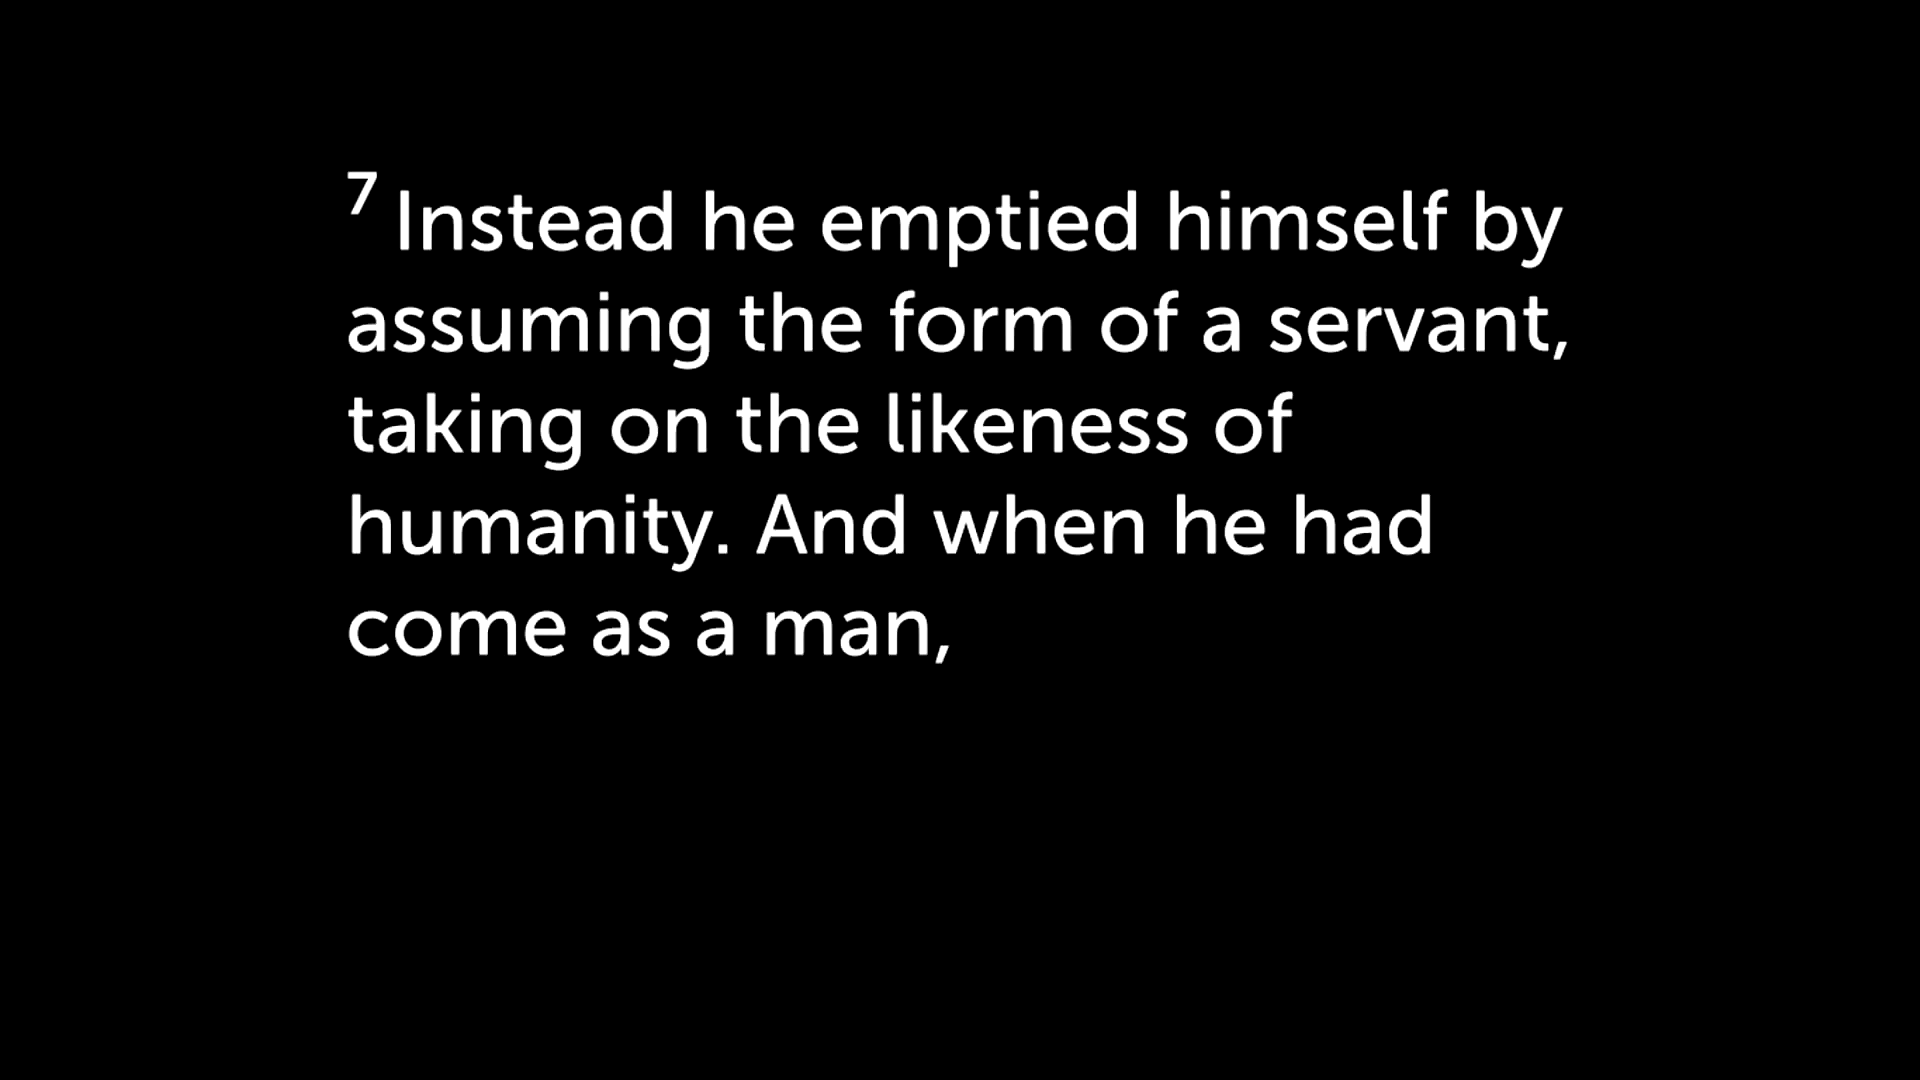 7 Instead he emptied himself by
assuming the form of a servant,
taking on the likeness of
humanity. And when he had
come as a man,